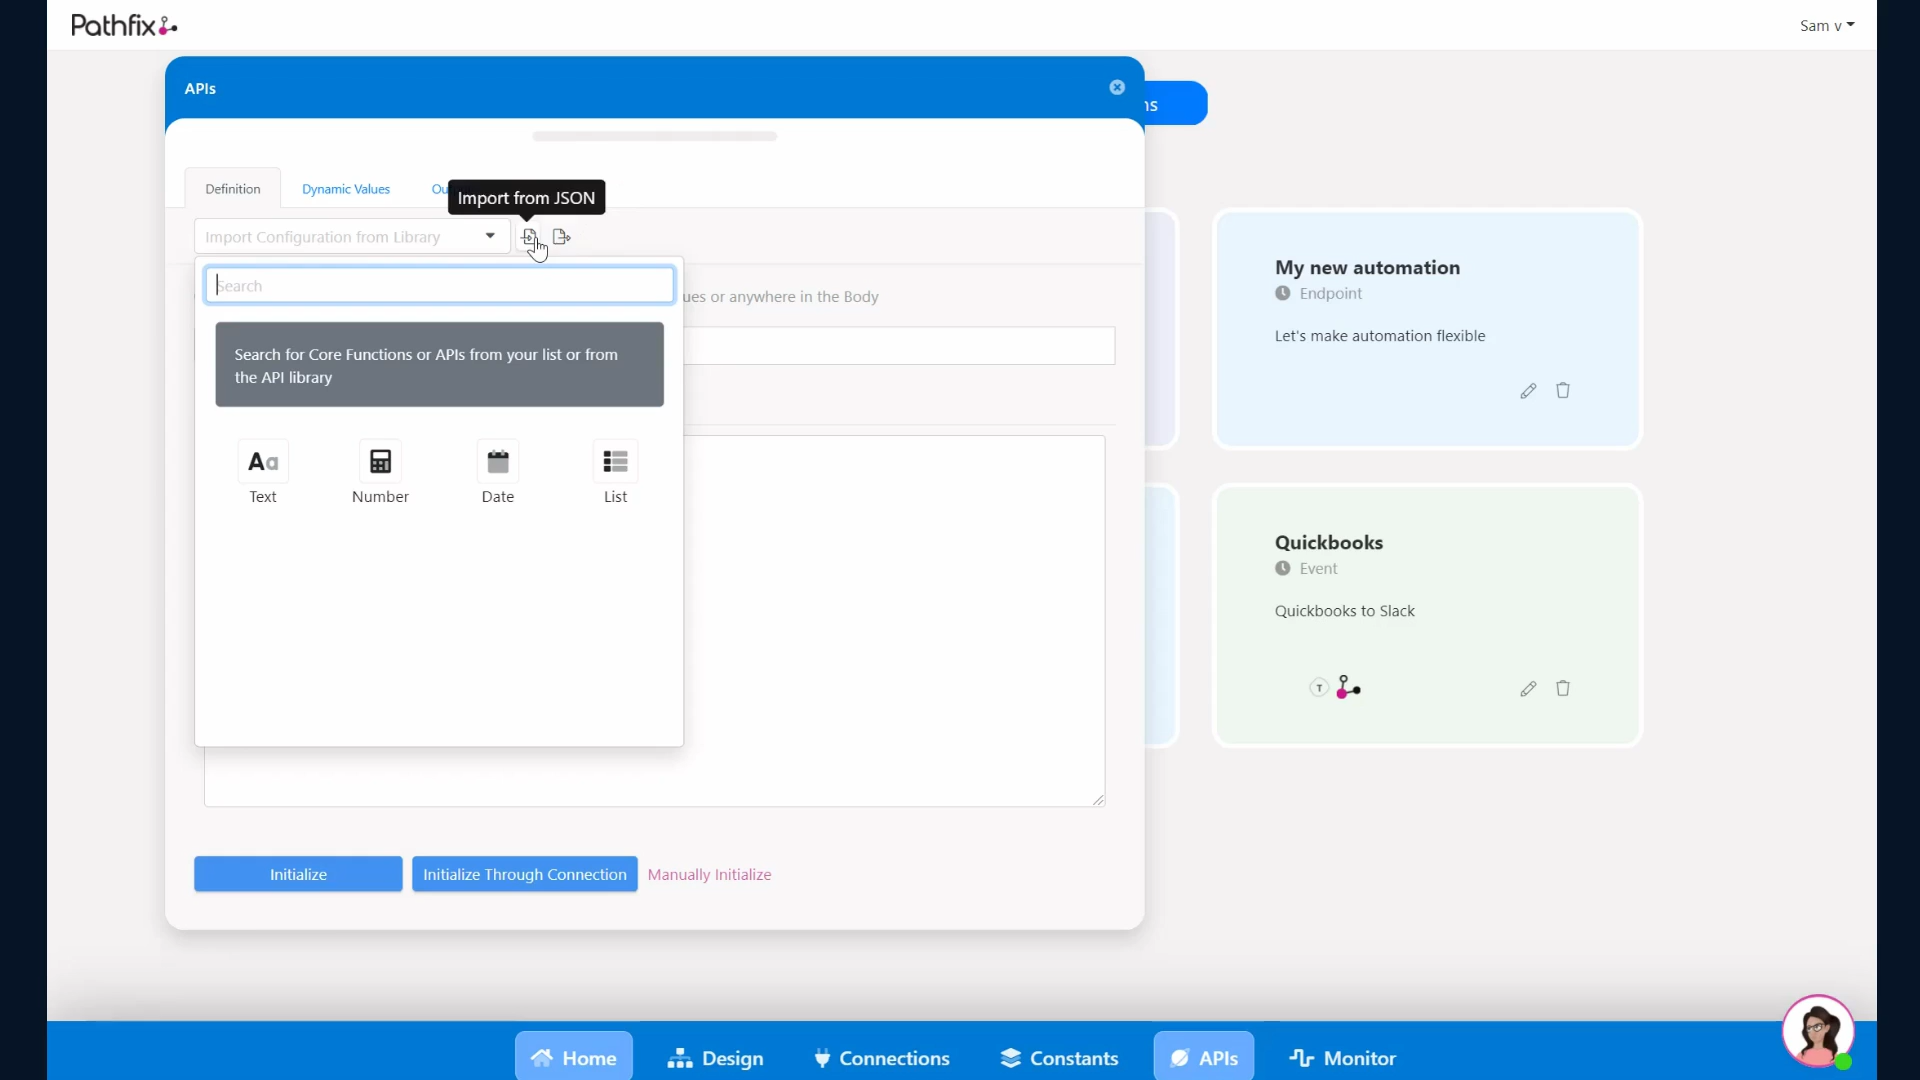 Pathfix
Sam v
APIs
ns
Definition
Dynamic Values
Ou
Import from JSON
Import Configuration from Library
Search
ues or anywhere in the Body
Search for Core Functions or APIs from your list or from
the API library
Aa
Text
Number
Date
List
Initialize
Initialize Through Connection
Manually Initialize
My new automation
Endpoint
Let's make automation flexible
Quickbooks
Event
Quickbooks to Slack
T
Home
Design
Connections
Constants
APIs
Monitor